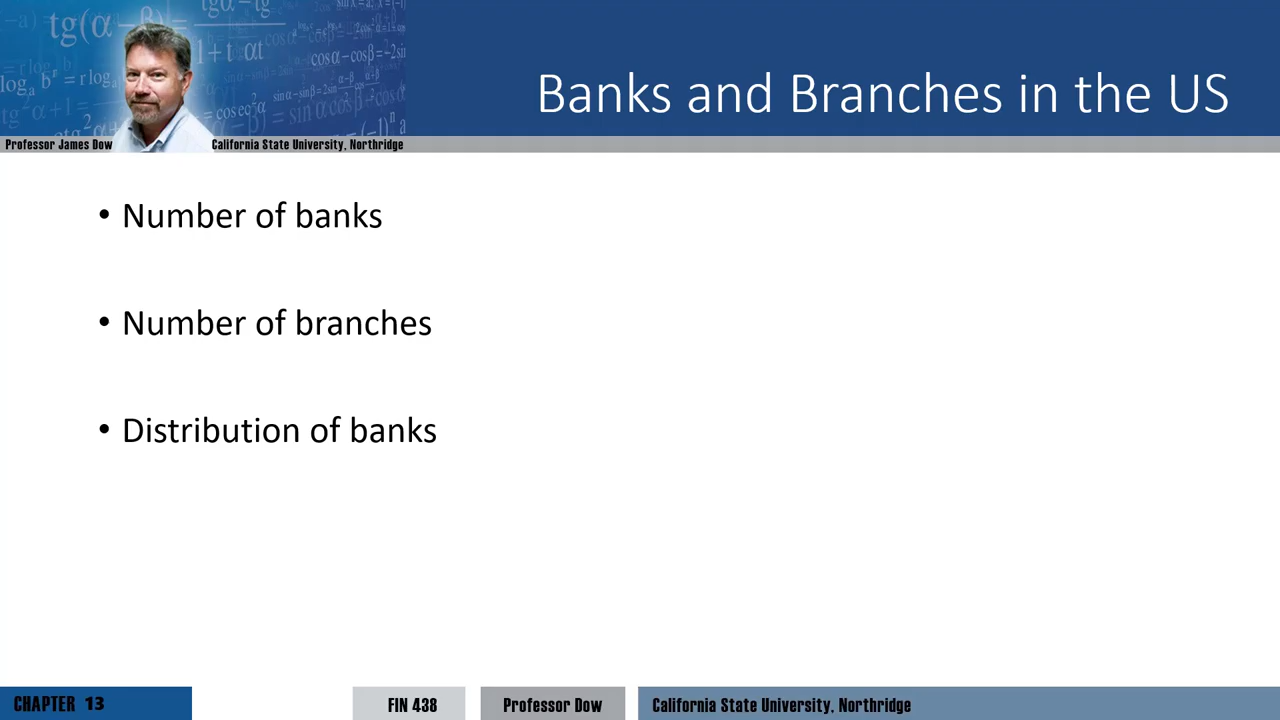 Banks and Branches in the US
Professor James Dow
California State University, Northridge
• Number of banks
• Number of branches
• Distribution of banks
CHAPTER 13
FIN 438
Professor Dow
California State University, Northridge